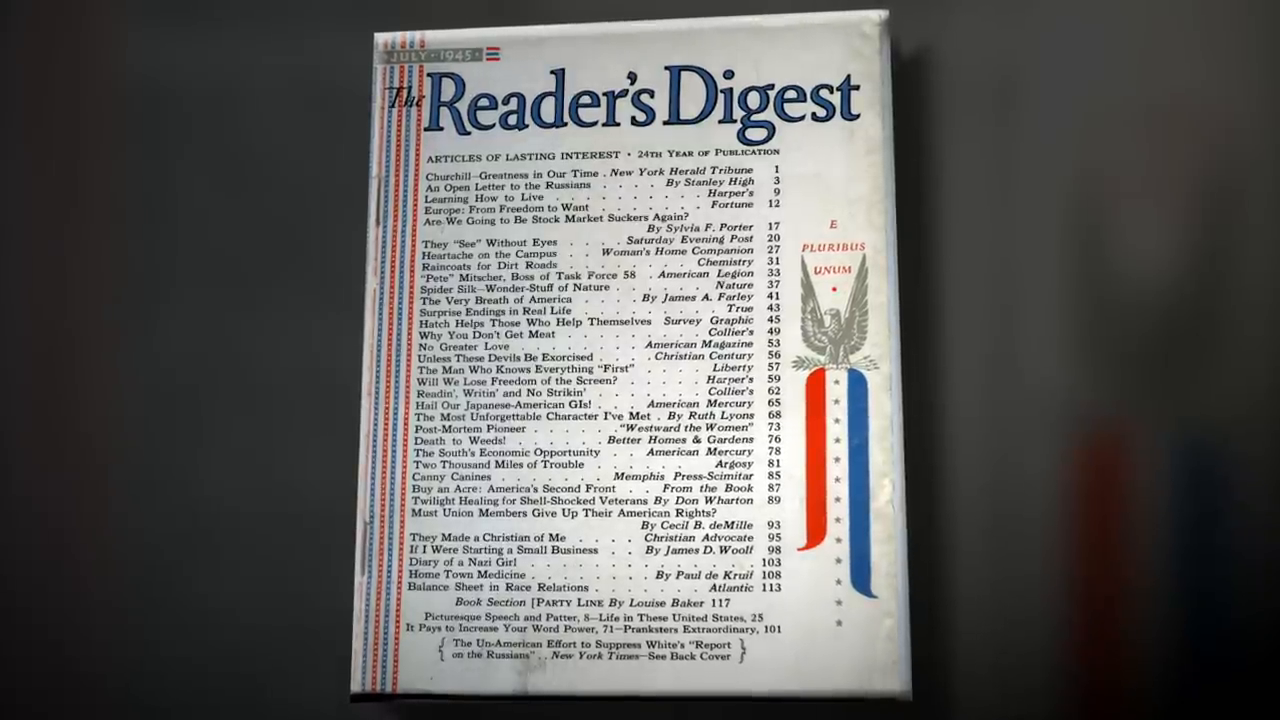 · JULY · 1945 ·
The Reader's Digest
ARTICLES OF LASTING INTEREST · 24TH YEAR OF PUBLICATION
Churchill—Greatness in Our Time . New York Herald Tribune 1
An Open Letter to the Russians . . . . By Stanley High 3
Learning How to Live . . . . . . . . . . Harper's 9
Europe: From Freedom to Want . . . . . . . Fortune 12
Are We Going to Be Stock Market Suckers Again?
By Sylvia F. Porter 17
They "See" Without Eyes . . . . Saturday Evening Post 20
Heartache on the Campus . . Woman's Home Companion 27
Raincoats for Dirt Roads . . . . . . . . Chemistry 31
"Pete" Mitscher, Boss of Task Force 58 . American Legion 33
Spider Silk—Wonder-Stuff of Nature . . . . . . Nature 37
The Very Breath of America . . . . By James A. Farley 41
Surprise Endings in Real Life . . . . . . . . True 43
Hatch Helps Those Who Help Themselves Survey Graphic 45
Why You Don't Get Meat . . . . . . . . . Collier's 49
No Greater Love . . . . . . . . American Magazine 53
Unless These Devils Be Exorcised . . . . Christian Century 56
The Man Who Knows Everything "First" . . . . . Liberty 57
Will We Lose Freedom of the Screen? . . . . . Harper's 59
Readin', Writin' and No Strikin' . . . . . . . Collier's 62
Hail Our Japanese-American GIs! . . . American Mercury 65
The Most Unforgettable Character I've Met . By Ruth Lyons 68
Post-Mortem Pioneer . . . . . . . "Westward the Women" 73
Death to Weeds! . . . . . . Better Homes & Gardens 76
The South's Economic Opportunity . . American Mercury 78
Two Thousand Miles of Trouble . . . . . . Argosy 81
Canny Canines . . . . . . . Memphis Press-Scimitar 85
Buy an Acre: America's Second Front . . From the Book 87
Twilight Healing for Shell-Shocked Veterans By Don Wharton 89
Must Union Members Give Up Their American Rights?
By Cecil B. deMille 93
They Made a Christian of Me . . . . Christian Advocate 95
If I Were Starting a Small Business . . By James D. Woolf 98
Diary of a Nazi Girl . . . . . . . . . . . . . 103
Home Town Medicine . . . . . . . By Paul de Kruif 108
Balance Sheet in Race Relations . . . . . . Atlantic 113
Book Section [PARTY LINE By Louise Baker 117
Picturesque Speech and Patter, 8—Life in These United States, 25
It Pays to Increase Your Word Power, 71—Pranksters Extraordinary, 101
{ The Un-American Effort to Suppress White's "Report
on the Russians" . . New York Times—See Back Cover }
E
PLURIBUS
UNUM